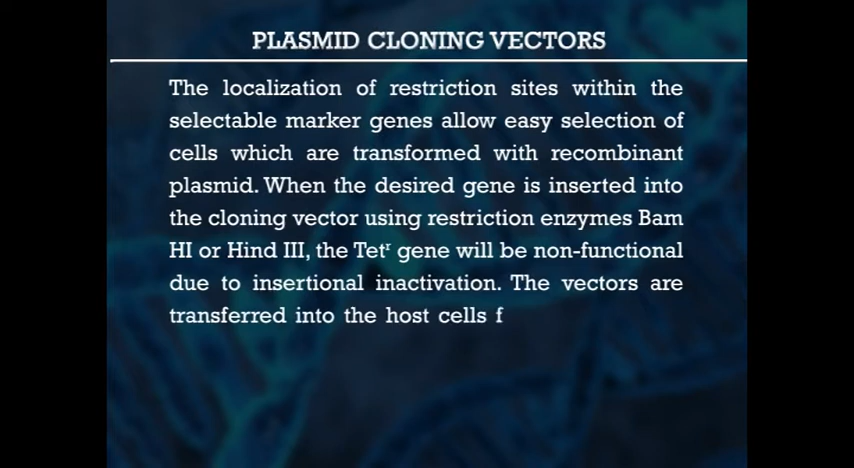 PLASMID CLONING VECTORS
The localization of restriction sites within the
selectable marker genes allow easy selection of
cells which are transformed with recombinant
plasmid. When the desired gene is inserted into
the cloning vector using restriction enzymes Bam
HI or Hind III, the Tetʳ gene will be non-functional
due to insertional inactivation. The vectors are
transferred into the host cells f